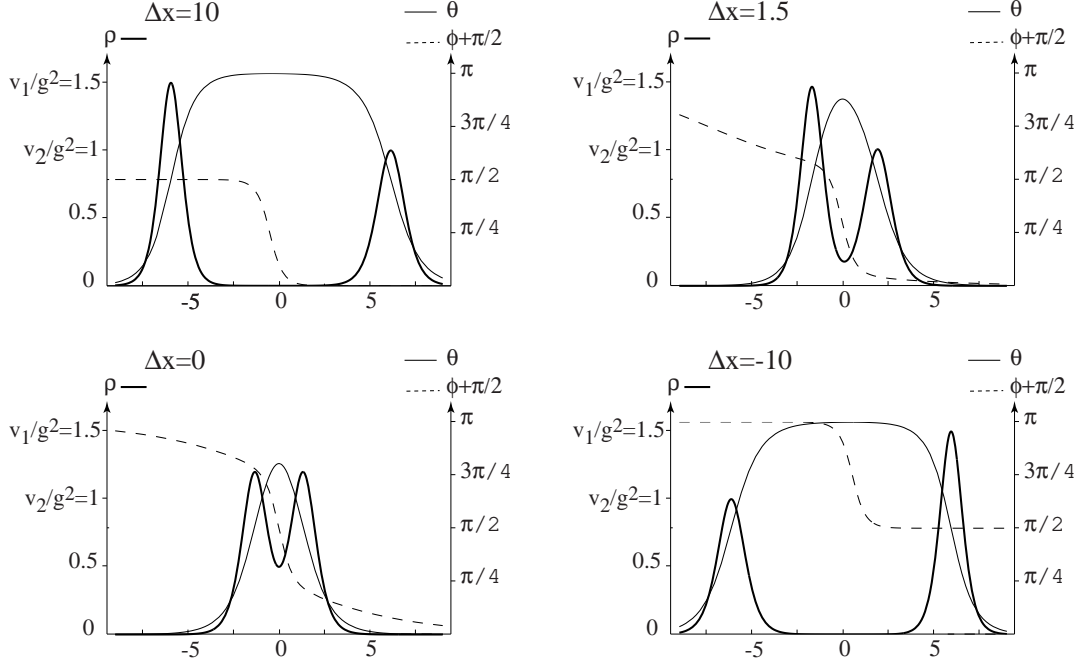 Δx=10
θ
ρ
ϕ+π/2
v₁/g²=1.5
π
3π/4
v₂/g²=1
π/2
0.5
π/4
0
-5 0 5
Δx=1.5
θ
ρ
ϕ+π/2
v₁/g²=1.5
π
3π/4
v₂/g²=1
π/2
0.5
π/4
0
-5 0 5
Δx=0
θ
ρ
ϕ+π/2
v₁/g²=1.5
π
3π/4
v₂/g²=1
π/2
0.5
π/4
0
-5 0 5
Δx=-10
θ
ρ
ϕ+π/2
v₁/g²=1.5
π
3π/4
v₂/g²=1
π/2
0.5
π/4
0
-5 0 5